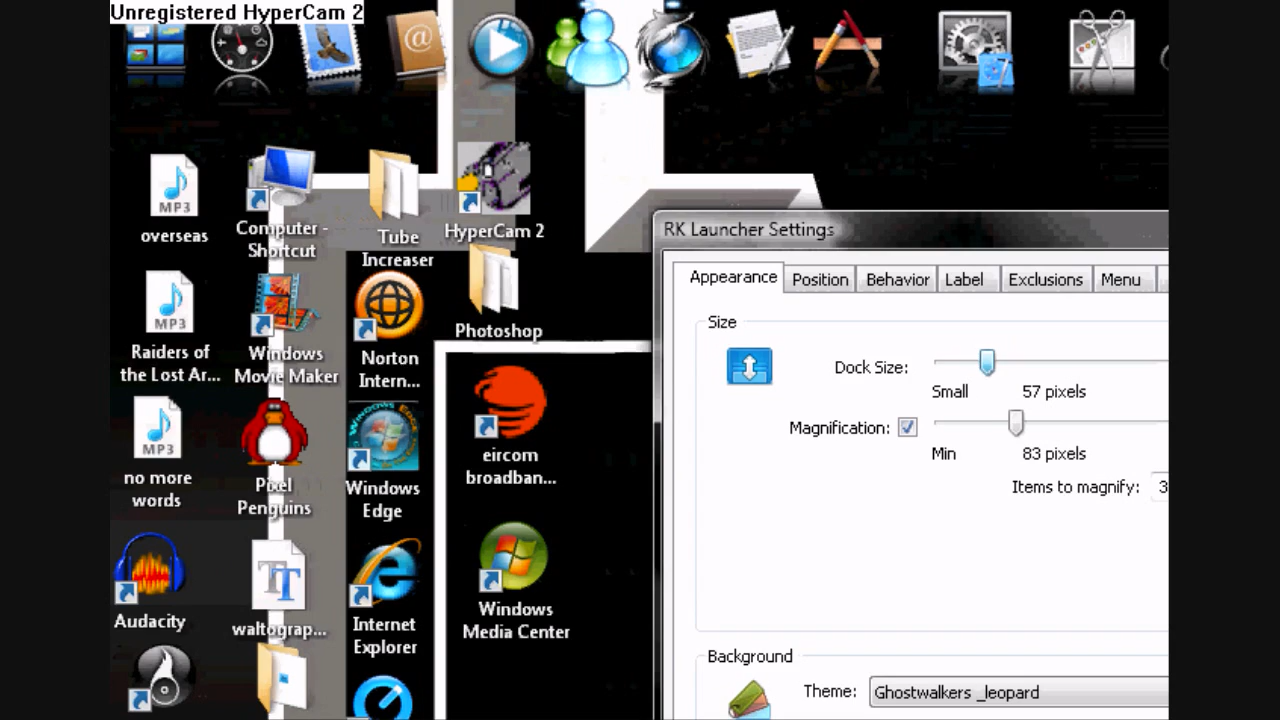 Unregistered HyperCam 2
overseas
Computer -
Shortcut
Tube
Increaser
HyperCam 2
Raiders of
the Lost Ar...
Windows
Movie Maker
Norton
Intern...
Photoshop
no more
words
Pixel
Penguins
Windows
Edge
eircom
broadban...
Audacity
waltograp...
Internet
Explorer
Windows
Media Center
MP3
MP3
MP3
RK Launcher Settings
Appearance
Position
Behavior
Label
Exclusions
Menu
Size
Dock Size:
Small
57 pixels
Magnification:
Min
83 pixels
Items to magnify:
3
Background
Theme:
Ghostwalkers _leopard